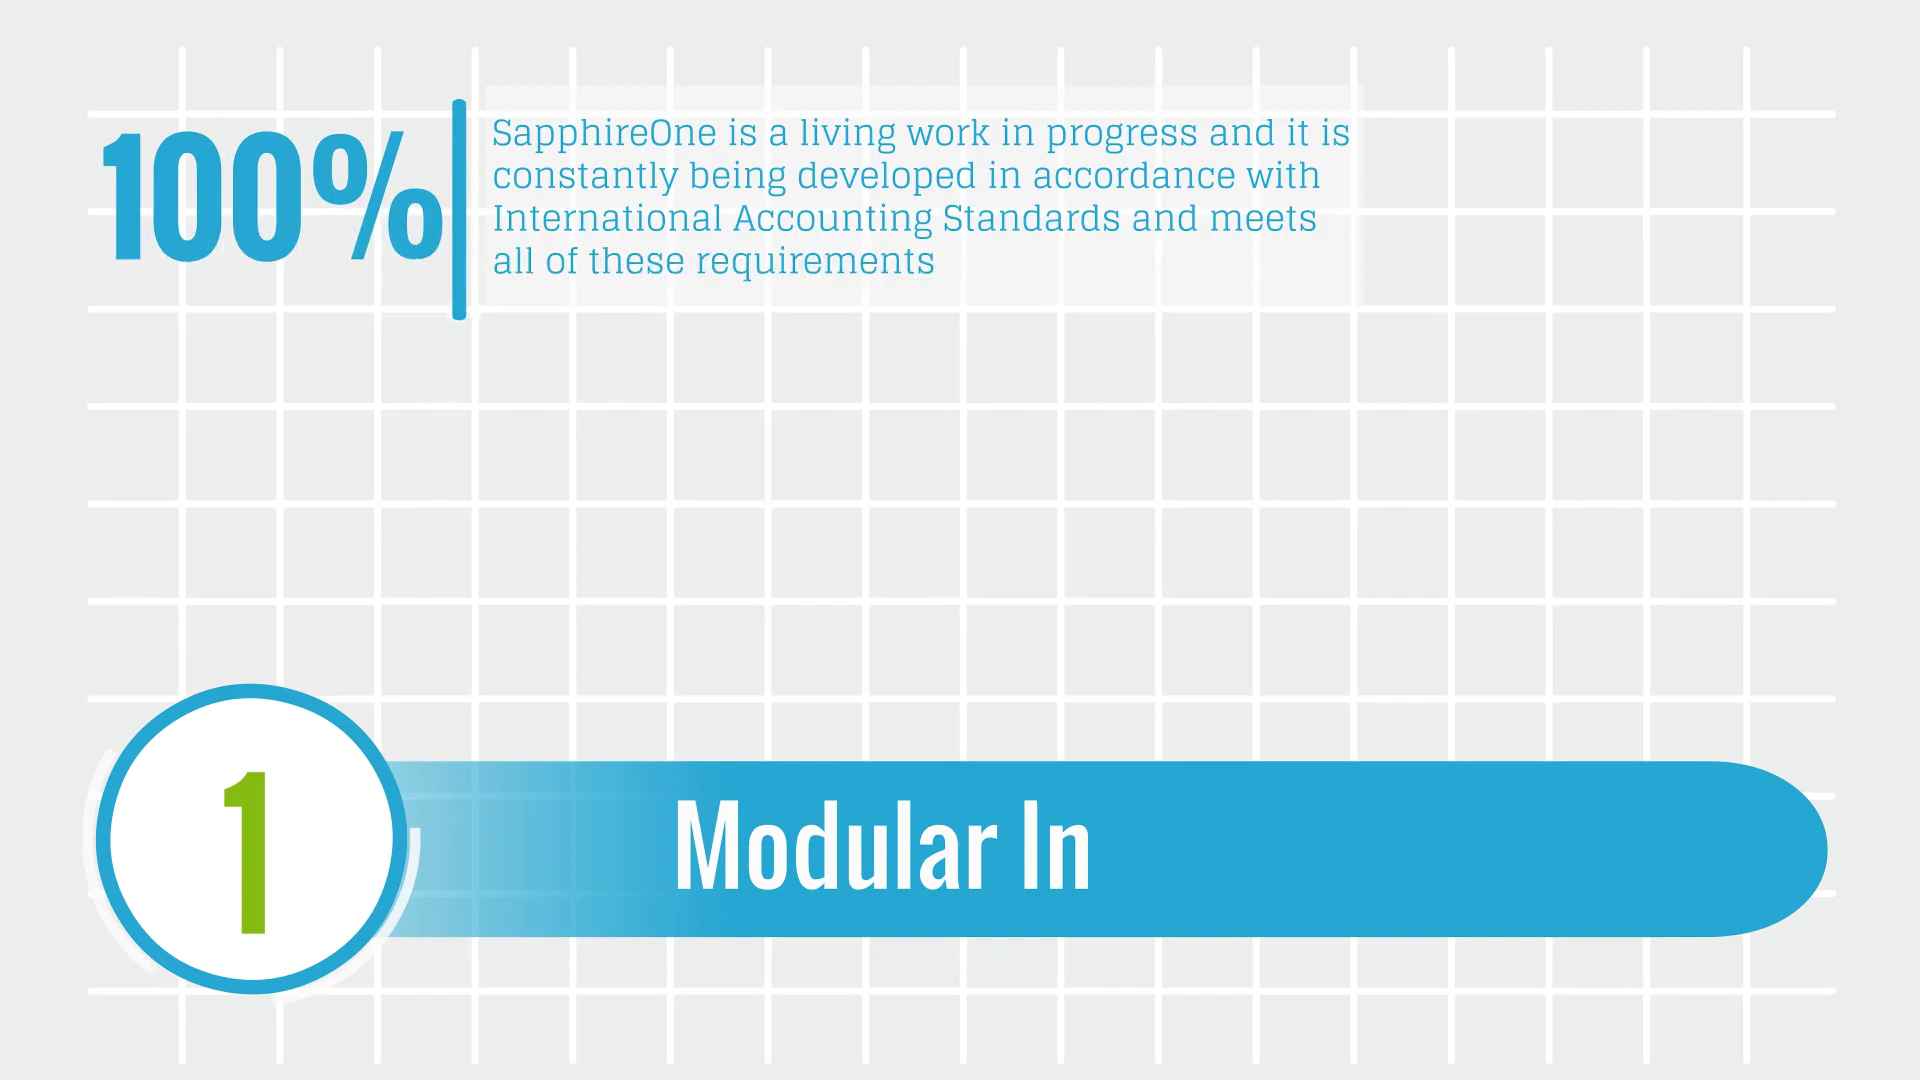 100%
SapphireOne is a living work in progress and it is
constantly being developed in accordance with
International Accounting Standards and meets
all of these requirements
1
Modular In